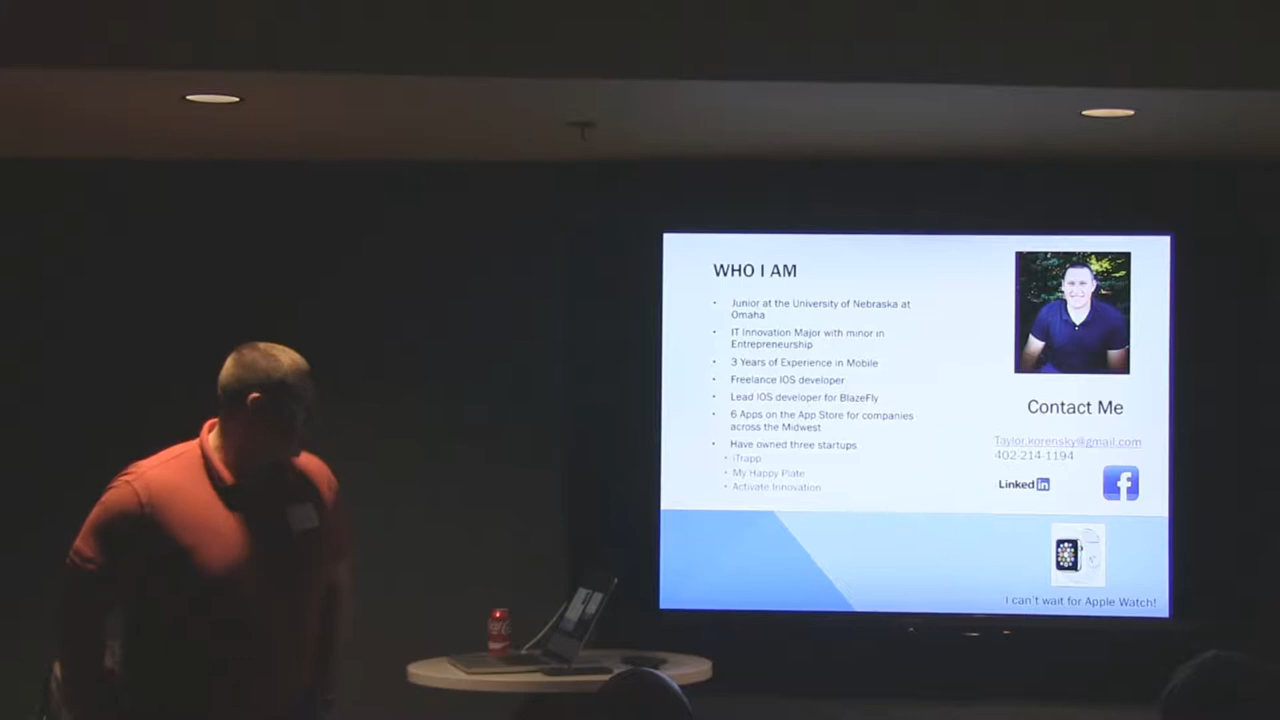 WHO I AM
Junior at the University of Nebraska at
Omaha
IT Innovation Major with minor in
Entrepreneurship
3 Years of Experience in Mobile
Freelance IOS developer
Lead IOS developer for BlazeFly
6 Apps on the App Store for companies
across the Midwest
Have owned three startups
iTrapp
My Happy Plate
Activate Innovation
Contact Me
Taylor.korensky@gmail.com
402-214-1194
Linked in
f
I can't wait for Apple Watch!